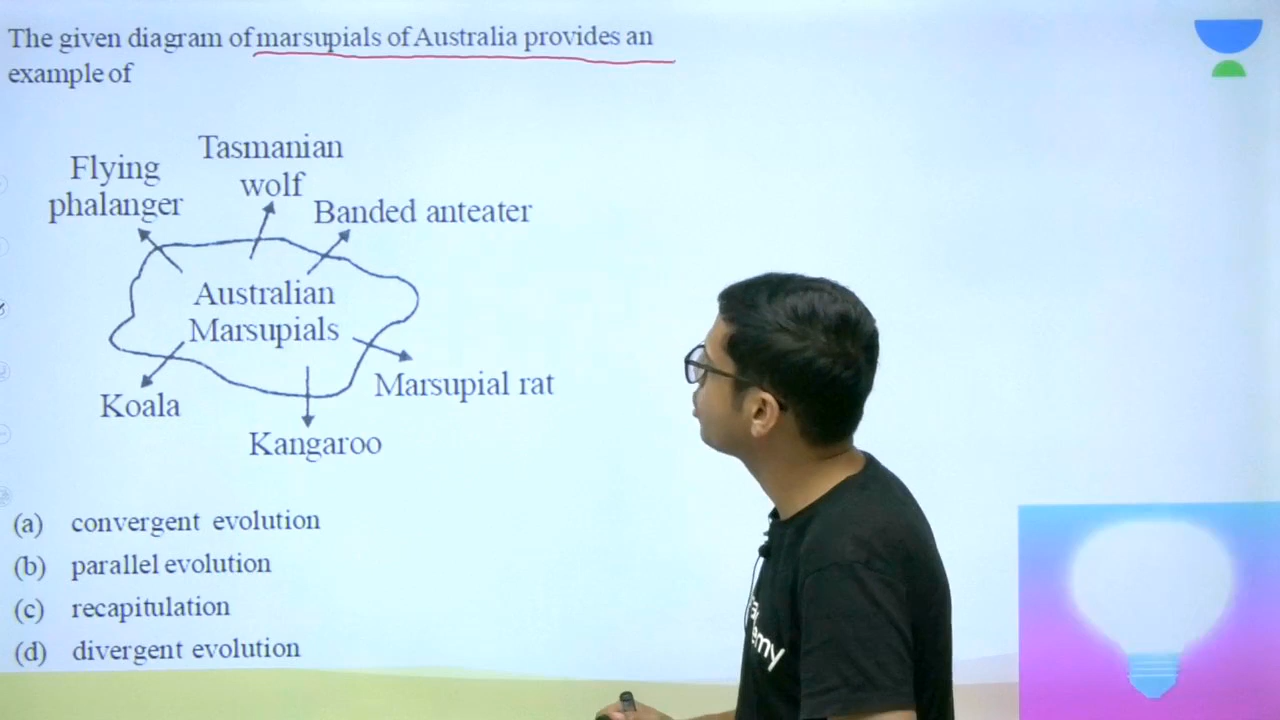 The given diagram of marsupials of Australia provides an
example of
Tasmanian
wolf
Flying
phalanger
Banded anteater
Australian
Marsupials
Marsupial rat
Koala
Kangaroo
(a) convergent evolution
(b) parallel evolution
(c) recapitulation
(d) divergent evolution